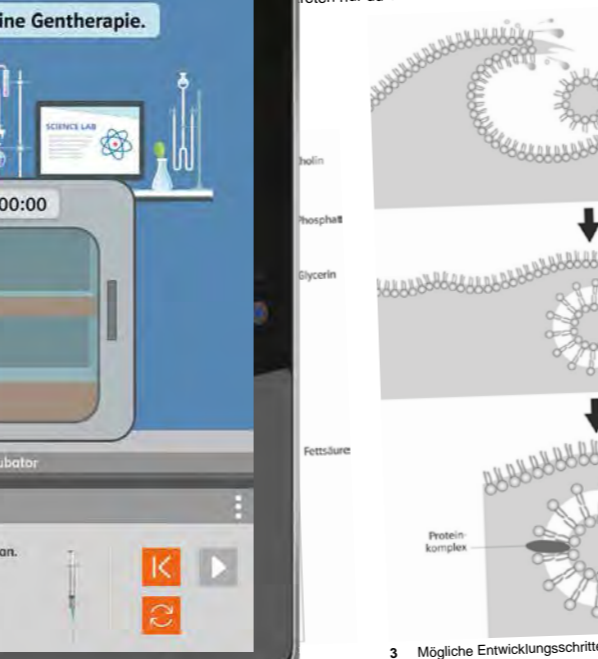 ine Gentherapie.
SCIENCE LAB
00:00
ubator
an.
holin
Phosphat
Glycerin
Fettsäure
Protein-
komplex
3 Mögliche Entwicklungsschritte